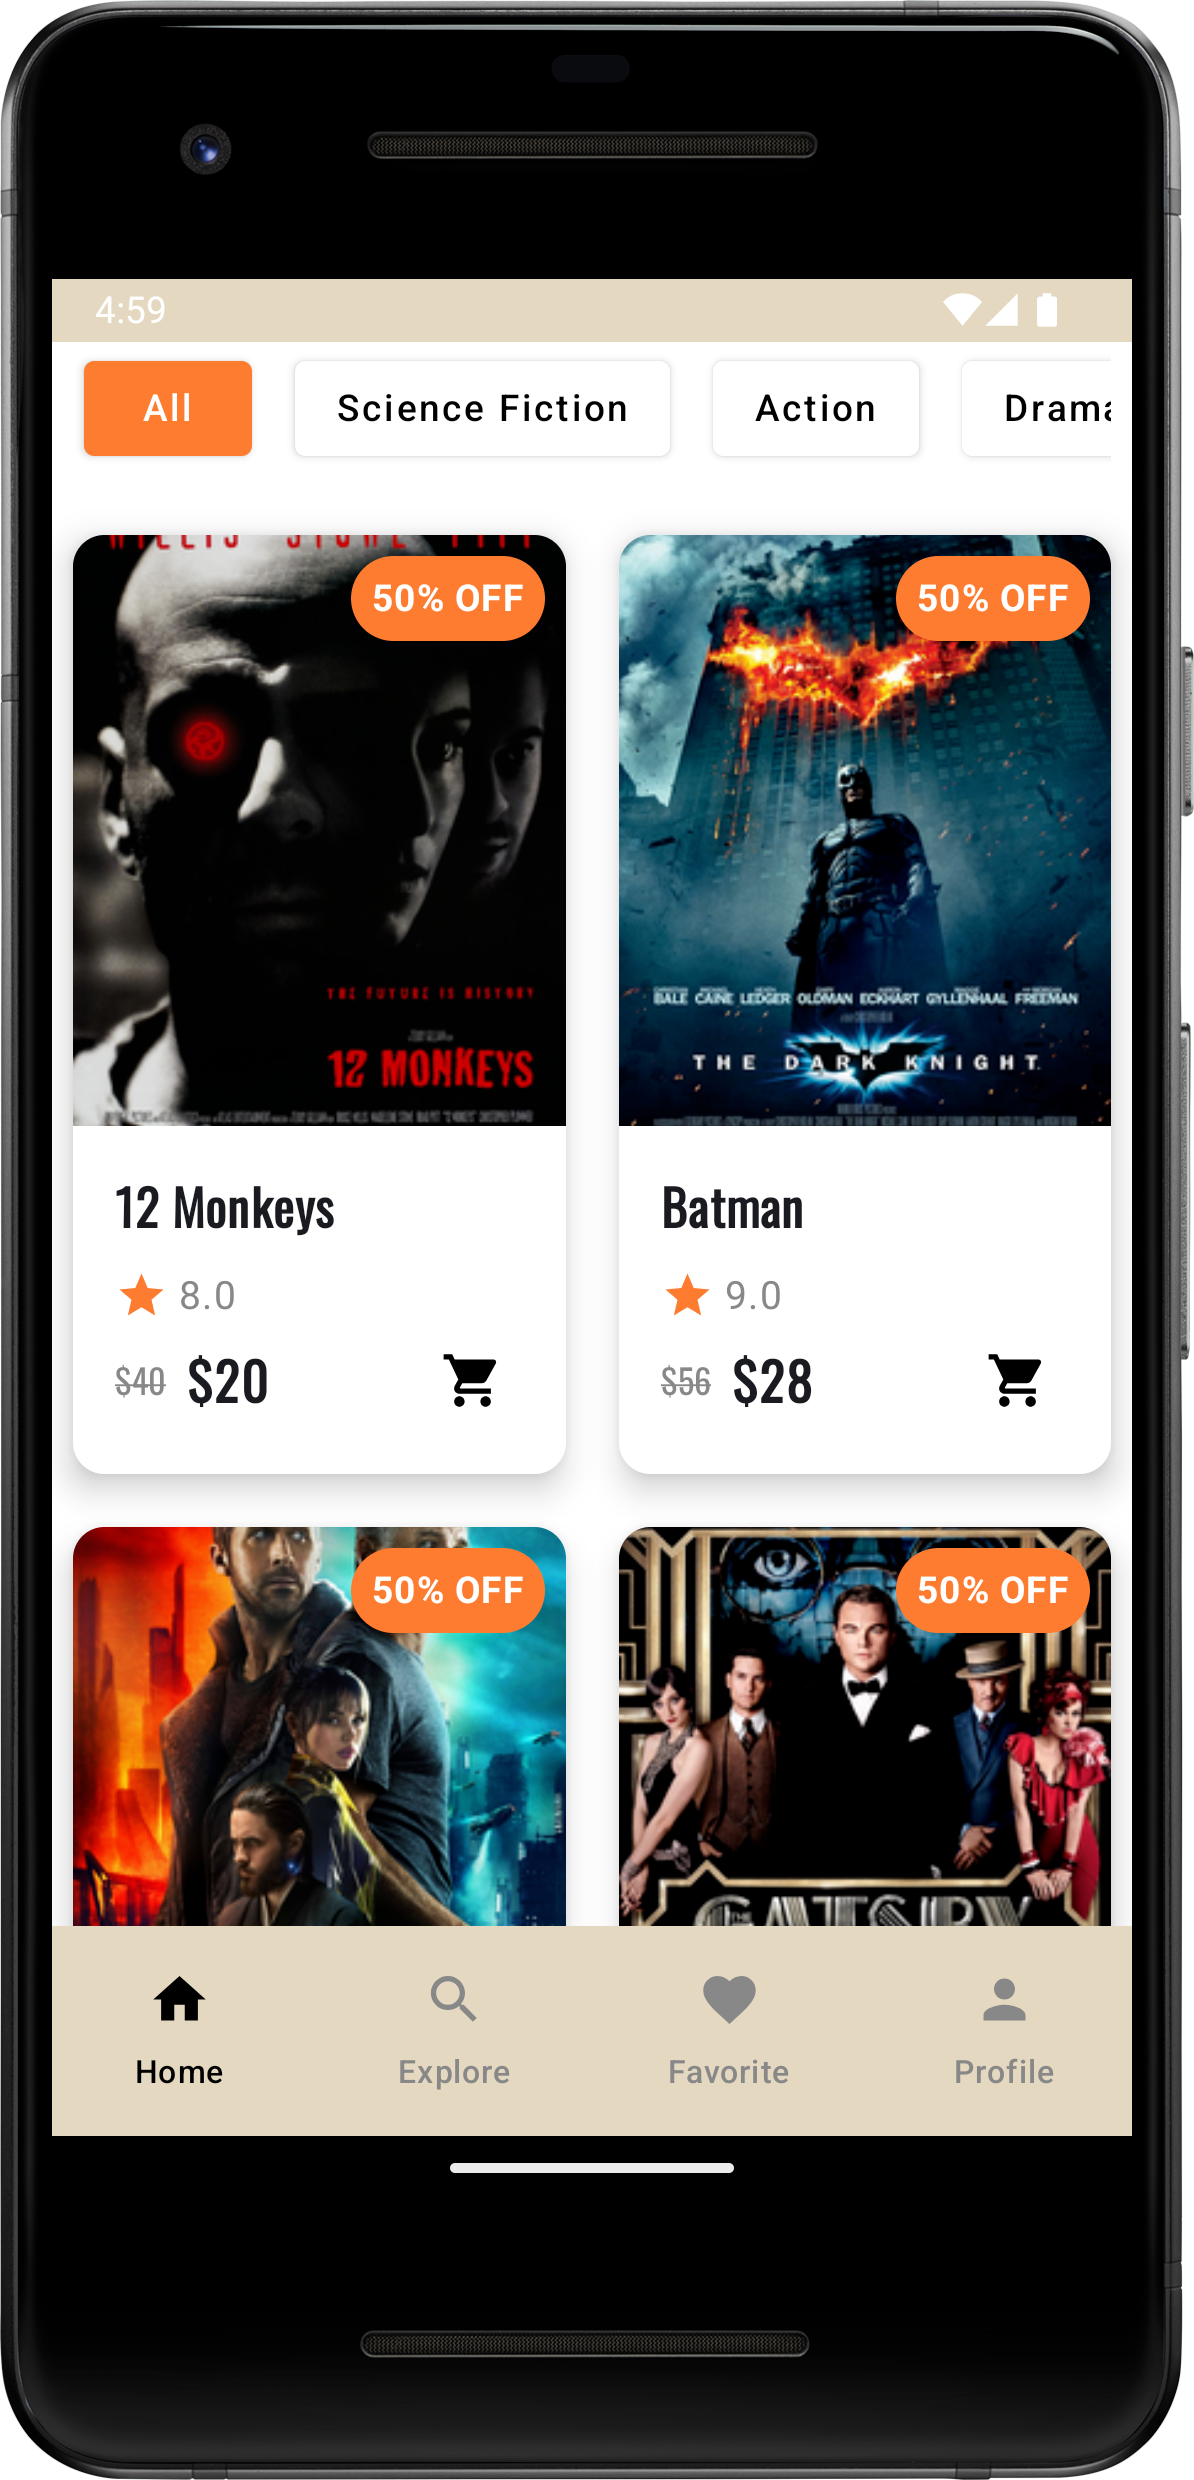 4:59
All
Science Fiction
Action
Drama
50% OFF
50% OFF
THE FUTURE IS HISTORY
12 MONKEYS
BALE CAINE LEDGER OLDMAN ECKHART GYLLENHAAL FREEMAN
THE DARK KNIGHT
12 Monkeys
Batman
8.0
9.0
$40 $20
$56 $28
50% OFF
50% OFF
GATSBY
Home
Explore
Favorite
Profile